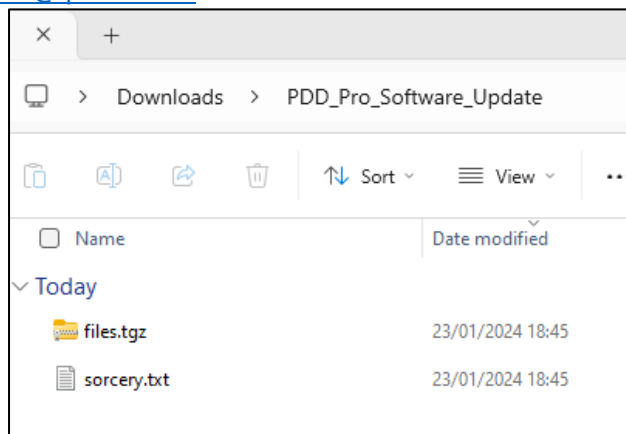 Downloads > PDD_Pro_Software_Update
Sort
View
Name Date modified
Today
files.tgz 23/01/2024 18:45
sorcery.txt 23/01/2024 18:45